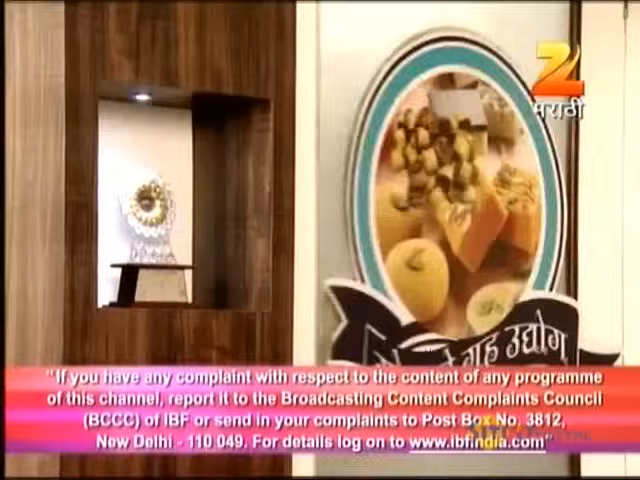 मराठी
गृह उद्योग
"If you have any complaint with respect to the content of any programme
of this channel, report it to the Broadcasting Content Complaints Council
(BCCC) of IBF or send in your complaints to Post Box No. 3812,
New Delhi - 110 049. For details log on to www.ibfindia.com"